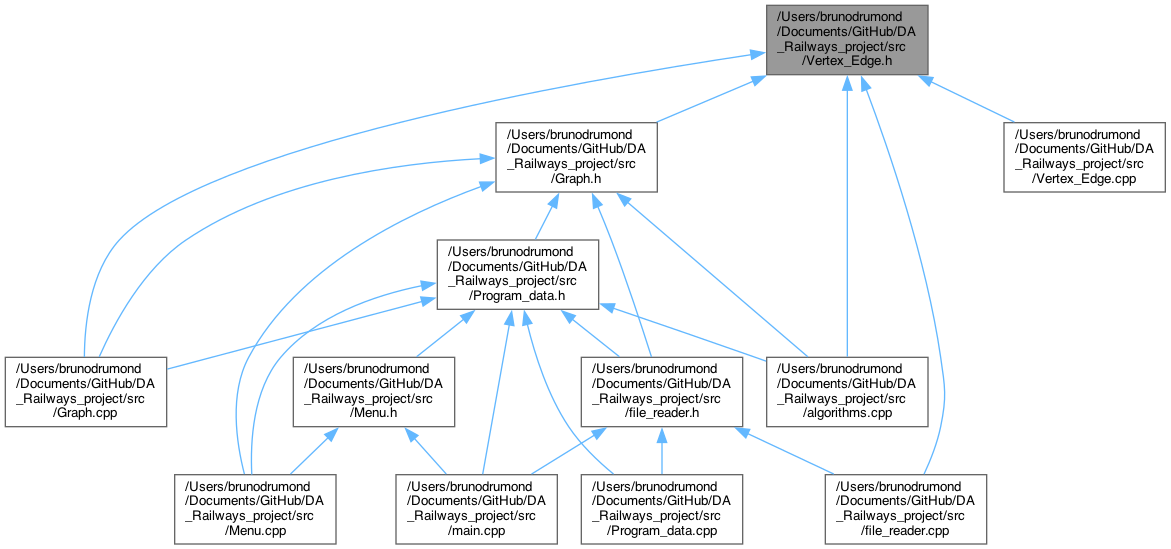 /Users/brunodrumond
/Documents/GitHub/DA
_Railways_project/src
/Vertex_Edge.h
/Users/brunodrumond
/Documents/GitHub/DA
_Railways_project/src
/Graph.h
/Users/brunodrumond
/Documents/GitHub/DA
_Railways_project/src
/Vertex_Edge.cpp
/Users/brunodrumond
/Documents/GitHub/DA
_Railways_project/src
/Program_data.h
/Users/brunodrumond
/Documents/GitHub/DA
_Railways_project/src
/Graph.cpp
/Users/brunodrumond
/Documents/GitHub/DA
_Railways_project/src
/Menu.h
/Users/brunodrumond
/Documents/GitHub/DA
_Railways_project/src
/file_reader.h
/Users/brunodrumond
/Documents/GitHub/DA
_Railways_project/src
/algorithms.cpp
/Users/brunodrumond
/Documents/GitHub/DA
_Railways_project/src
/Menu.cpp
/Users/brunodrumond
/Documents/GitHub/DA
_Railways_project/src
/main.cpp
/Users/brunodrumond
/Documents/GitHub/DA
_Railways_project/src
/Program_data.cpp
/Users/brunodrumond
/Documents/GitHub/DA
_Railways_project/src
/file_reader.cpp